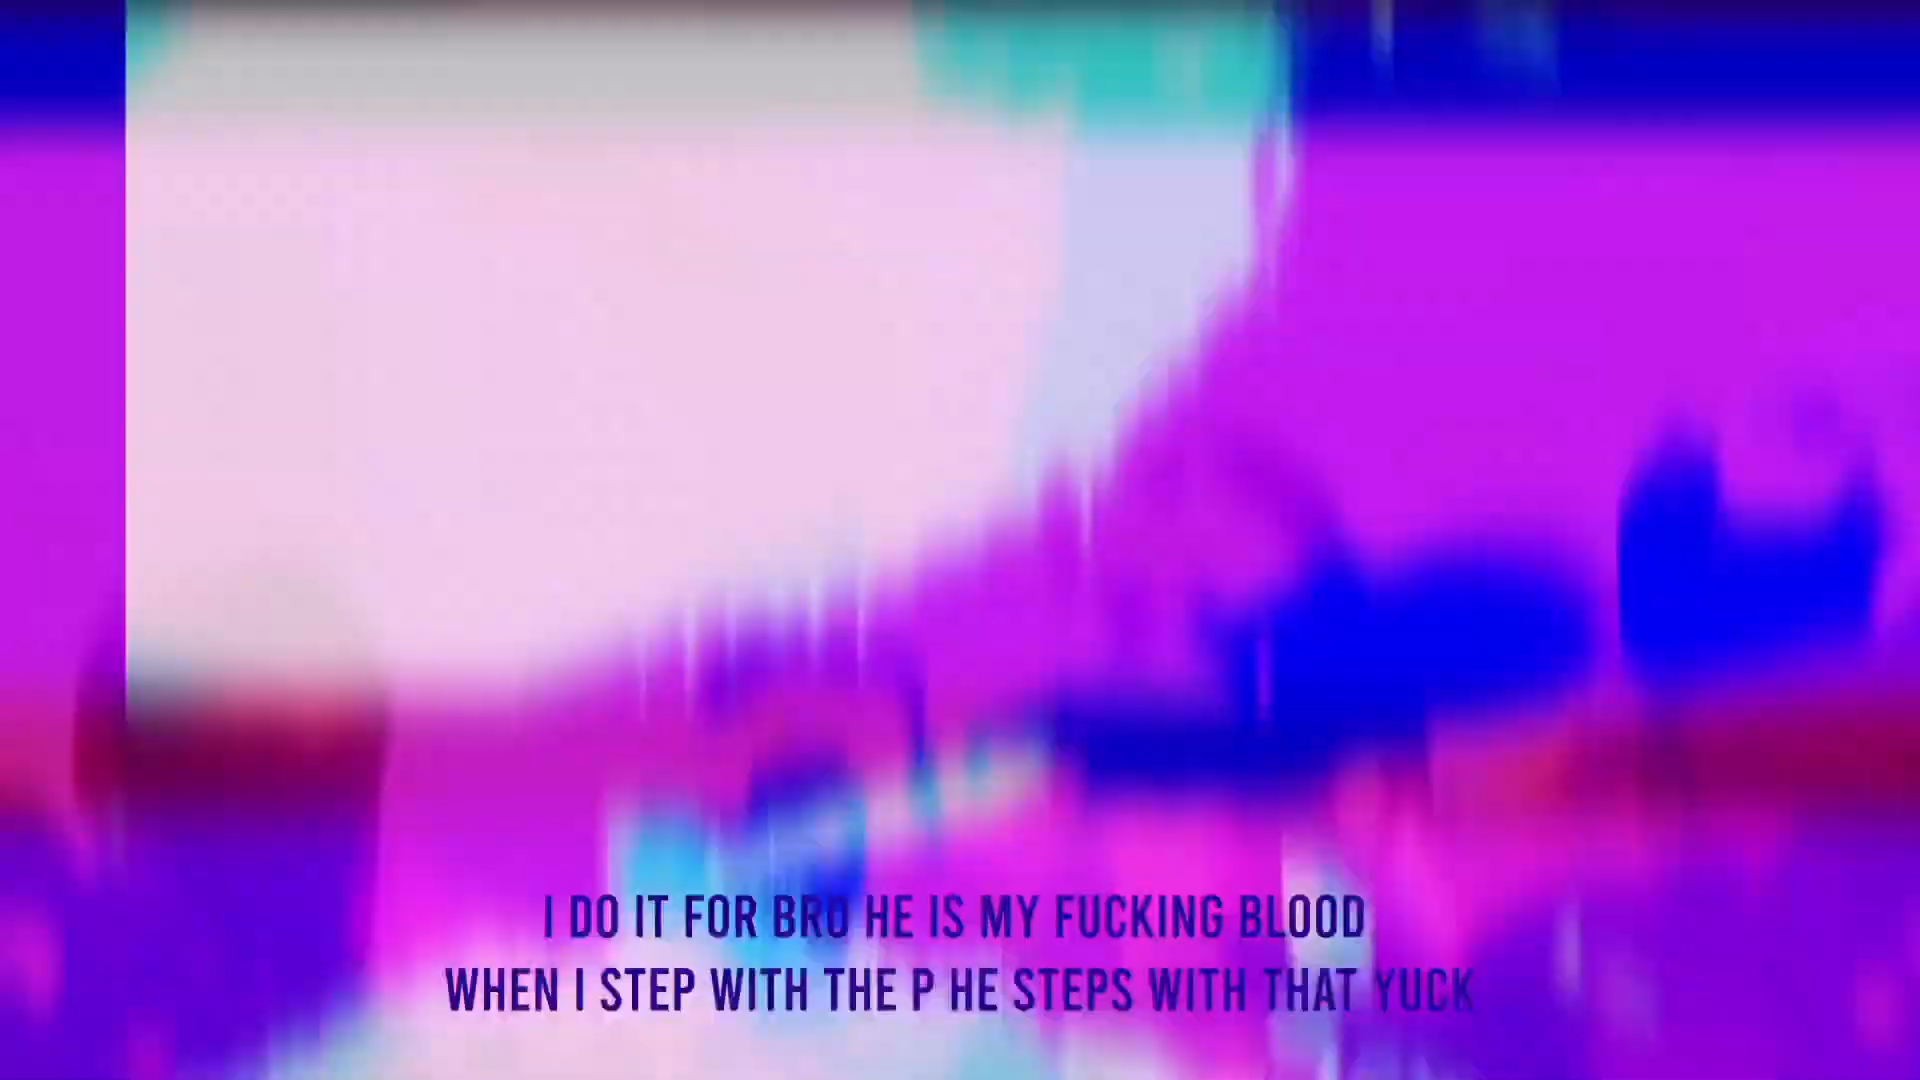 I DO IT FOR BRO HE IS MY FUCKING BLOOD
WHEN I STEP WITH THE P HE STEPS WITH THAT YUCK